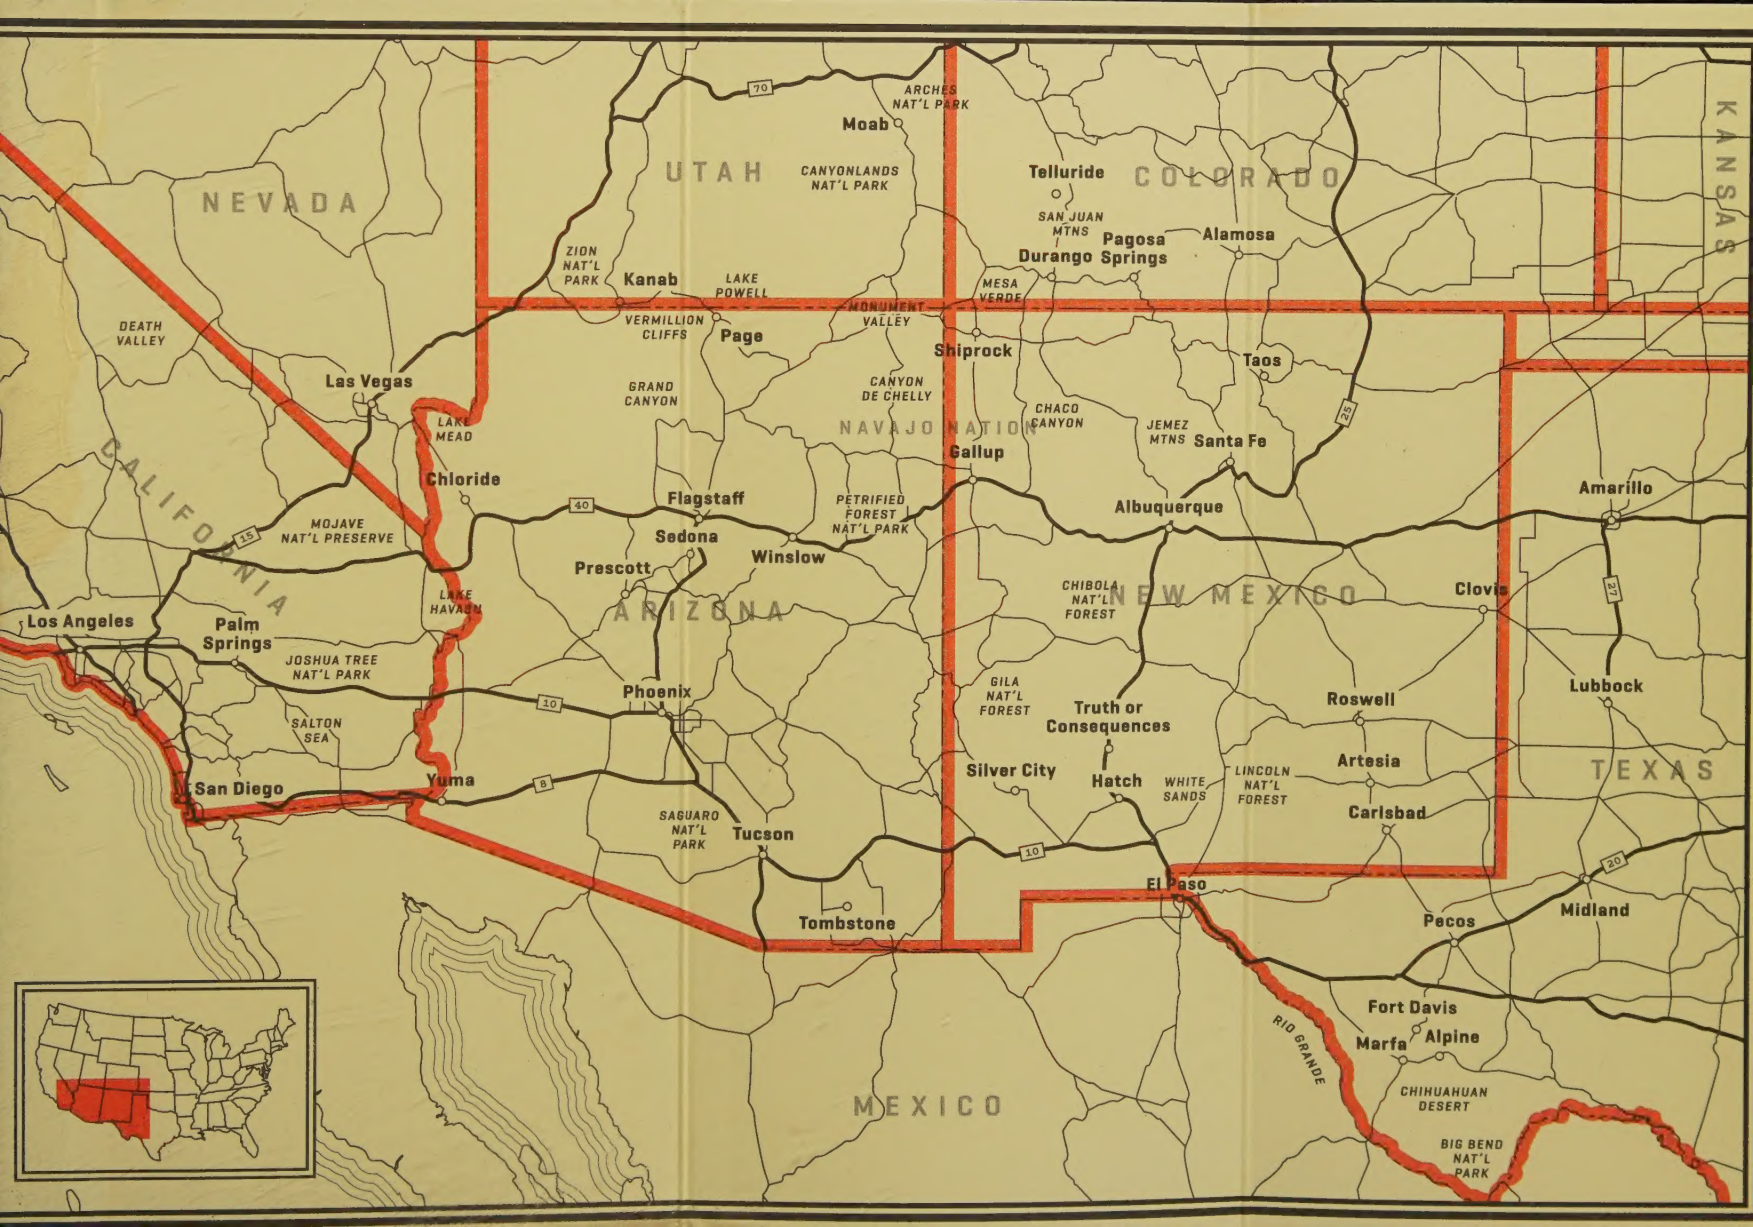 70
ARCHES
NAT'L PARK
Moab
KANSAS
UTAH
CANYONLANDS
NAT'L PARK
Telluride
COLORADO
NEVADA
SAN JUAN
MTNS
Pagosa
Springs
Alamosa
Durango
ZION
NAT'L
PARK
Kanab
LAKE
POWELL
MESA
VERDE
MONUMENT
VALLEY
VERMILLION
CLIFFS
Page
DEATH
VALLEY
Shiprock
Taos
Las Vegas
GRAND
CANYON
CANYON
DE CHELLY
CHACO
CANYON
25
LAKE
MEAD
NAVAJO NATION
JEMEZ
MTNS
Santa Fe
Gallup
CALIFORNIA
Chloride
Flagstaff
40
PETRIFIED
FOREST
NAT'L PARK
Albuquerque
Amarillo
MOJAVE
NAT'L PRESERVE
15
Sedona
Winslow
Prescott
LAKE
HAVASU
ARIZONA
CHIBOLA
NAT'L
FOREST
NEW MEXICO
Clovis
27
Los Angeles
Palm
Springs
JOSHUA TREE
NAT'L PARK
Phoenix
10
GILA
NAT'L
FOREST
Truth or
Consequences
Roswell
Lubbock
SALTON
SEA
Silver City
Artesia
TEXAS
San Diego
Yuma
8
Hatch
WHITE
SANDS
LINCOLN
NAT'L
FOREST
SAGUARO
NAT'L
PARK
Tucson
Carlsbad
10
20
El Paso
Tombstone
Pecos
Midland
Fort Davis
RIO GRANDE
Marfa
Alpine
MEXICO
CHIHUAHUAN
DESERT
BIG BEND
NAT'L
PARK